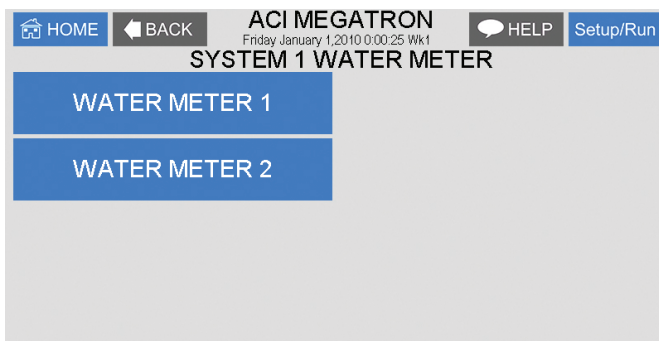 HOME BACK ACI MEGATRON HELP Setup/Run
Friday January 1,2010 0:00:25 Wk1
SYSTEM 1 WATER METER
WATER METER 1
WATER METER 2